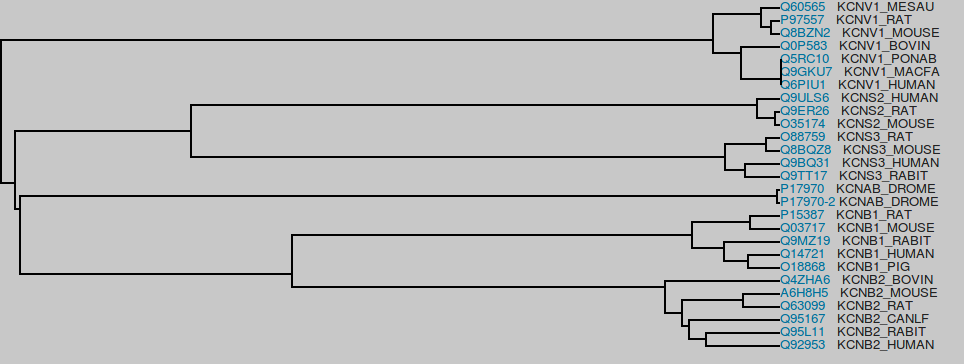 Q60565 KCNV1_MESAU
P97557 KCNV1_RAT
Q8BZN2 KCNV1_MOUSE
Q0P583 KCNV1_BOVIN
Q5RC10 KCNV1_PONAB
Q9GKU7 KCNV1_MACFA
Q6PIU1 KCNV1_HUMAN
Q9ULS6 KCNS2_HUMAN
Q9ER26 KCNS2_RAT
O35174 KCNS2_MOUSE
O88759 KCNS3_RAT
Q8BQZ8 KCNS3_MOUSE
Q9BQ31 KCNS3_HUMAN
Q9TT17 KCNS3_RABIT
P17970 KCNAB_DROME
P17970-2 KCNAB_DROME
P15387 KCNB1_RAT
Q03717 KCNB1_MOUSE
Q9MZ19 KCNB1_RABIT
Q14721 KCNB1_HUMAN
O18868 KCNB1_PIG
Q4ZHA6 KCNB2_BOVIN
A6H8H5 KCNB2_MOUSE
Q63099 KCNB2_RAT
Q95167 KCNB2_CANLF
Q95L11 KCNB2_RABIT
Q92953 KCNB2_HUMAN